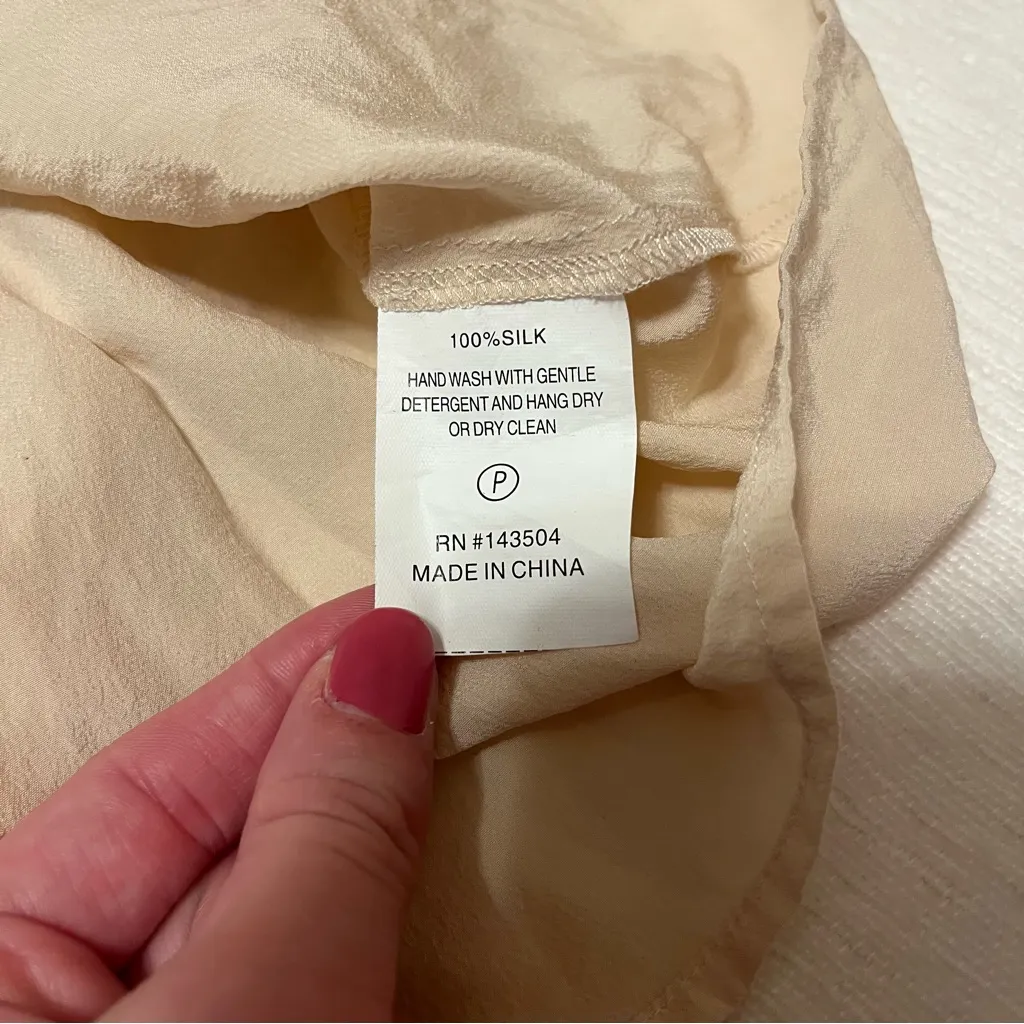 100%SILK
HAND WASH WITH GENTLE
DETERGENT AND HANG DRY
OR DRY CLEAN
P
RN #143504
MADE IN CHINA